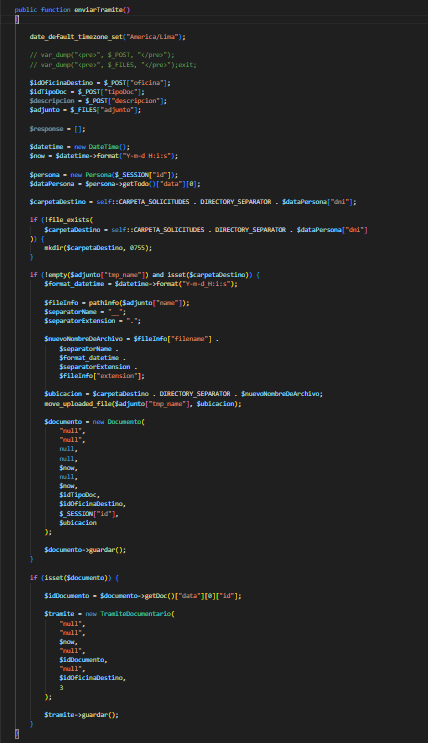 public function enviarTramite()
{
date_default_timezone_set("America/Lima");
// var_dump("<pre>", $_POST, "</pre>");
// var_dump("<pre>", $_FILES, "</pre>");exit;
$idOficinaDestino = $_POST["oficina"];
$idTipoDoc = $_POST["tipoDoc"];
$descripcion = $_POST["descripcion"];
$adjunto = $_FILES["adjunto"];
$response = [];
$datetime = new DateTime();
$now = $datetime->format("Y-m-d H:i:s");
$persona = new Persona($_SESSION["id"]);
$dataPersona = $persona->getTodo()["data"][0];
$carpetaDestino = self::CARPETA_SOLICITUDES . DIRECTORY_SEPARATOR . $dataPersona["dni"];
if (!file_exists(
$carpetaDestino = self::CARPETA_SOLICITUDES . DIRECTORY_SEPARATOR . $dataPersona["dni"]
)) {
mkdir($carpetaDestino, 0755);
}
if (!empty($adjunto["tmp_name"]) and isset($carpetaDestino)) {
$format_datetime = $datetime->format("Y-m-d_H:i:s");
$fileInfo = pathinfo($adjunto["name"]);
$separatorName = "__";
$separatorExtension = ".";
$nuevoNombreDeArchivo = $fileInfo["filename"] .
$separatorName .
$format_datetime .
$separatorExtension .
$fileInfo["extension"];
$ubicacion = $carpetaDestino . DIRECTORY_SEPARATOR . $nuevoNombreDeArchivo;
move_uploaded_file($adjunto["tmp_name"], $ubicacion);
$documento = new Documento(
"null",
"null",
null,
null,
$now,
null,
$now,
$idTipoDoc,
$idOficinaDestino,
$_SESSION["id"],
$ubicacion
);
$documento->guardar();
}
if (isset($documento)) {
$idDocumento = $documento->getDoc()["data"][0]["id"];
$tramite = new TramiteDocumentario(
"null",
"null",
$now,
"null",
$idDocumento,
"null",
$idOficinaDestino,
3
);
$tramite->guardar();
}
}